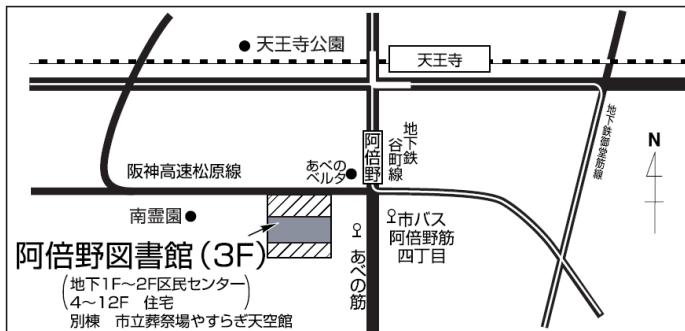 天王寺公園
天王寺
地下鉄
谷町線
阿倍野
地下鉄御堂筋線
N
あべの
ベルタ
阪神高速松原線
南霊園
市バス
阿倍野筋
四丁目
あべの筋
阿倍野図書館(3F)
(地下1F~2F区民センター
4~12F 住宅)
別棟 市立葬祭場やすらぎ天空館